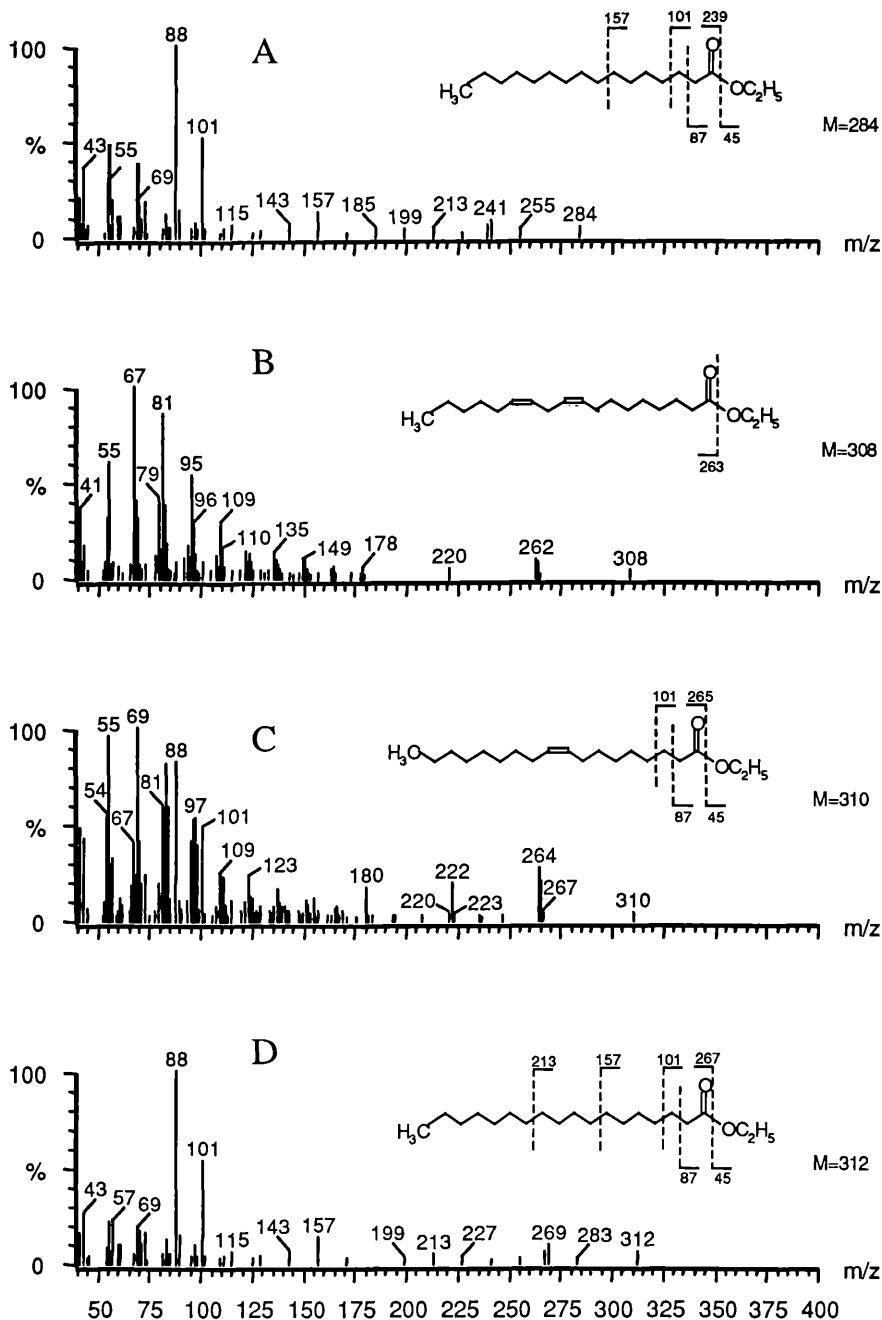 A
157 101 239
O
H₃C
OC₂H₅
87 45
M=284
100
%
0
43
55
69
88
101
115
143
157
185
199
213
241
255
284
m/z
B
O
H₃C
OC₂H₅
263
M=308
100
%
0
41
55
67
79
81
95
96
109
110
135
149
178
220
262
308
m/z
C
101 265
O
H₃O
OC₂H₅
87 45
M=310
100
%
0
54
55
67
69
81
88
97
101
109
123
180
220
222
223
264
267
310
m/z
D
213 157 101 267
O
H₃C
OC₂H₅
87 45
M=312
100
%
0
43
57
69
88
101
115
143
157
199
213
227
269
283
312
m/z
50 75 100 125 150 175 200 225 250 275 300 325 350 375 400